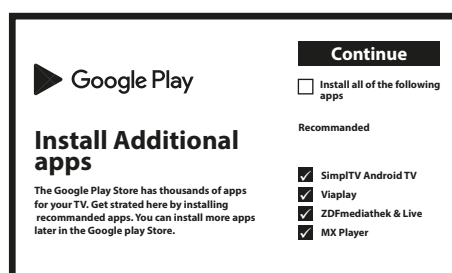 Google Play
Install Additional
apps
The Google Play Store has thousands of apps
for your TV. Get strated here by installing
recommanded apps. You can install more apps
later in the Google play Store.
Continue
Install all of the following
apps
Recommanded
SimplTV Android TV
Viaplay
ZDFmediathek & Live
MX Player